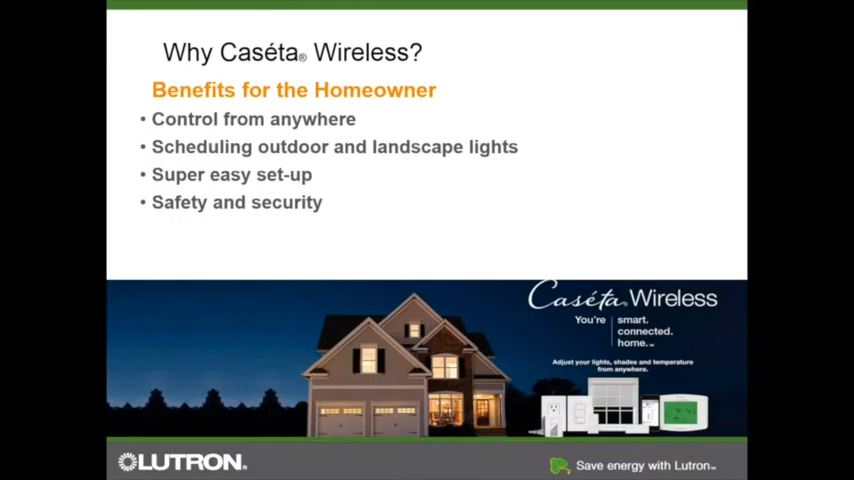 Why Caséta® Wireless?
Benefits for the Homeowner
• Control from anywhere
• Scheduling outdoor and landscape lights
• Super easy set-up
• Safety and security
Caséta® Wireless
You're | smart.
connected.
home.™
Adjust your lights, shades and temperature
from anywhere.
LUTRON®
Save energy with Lutron™